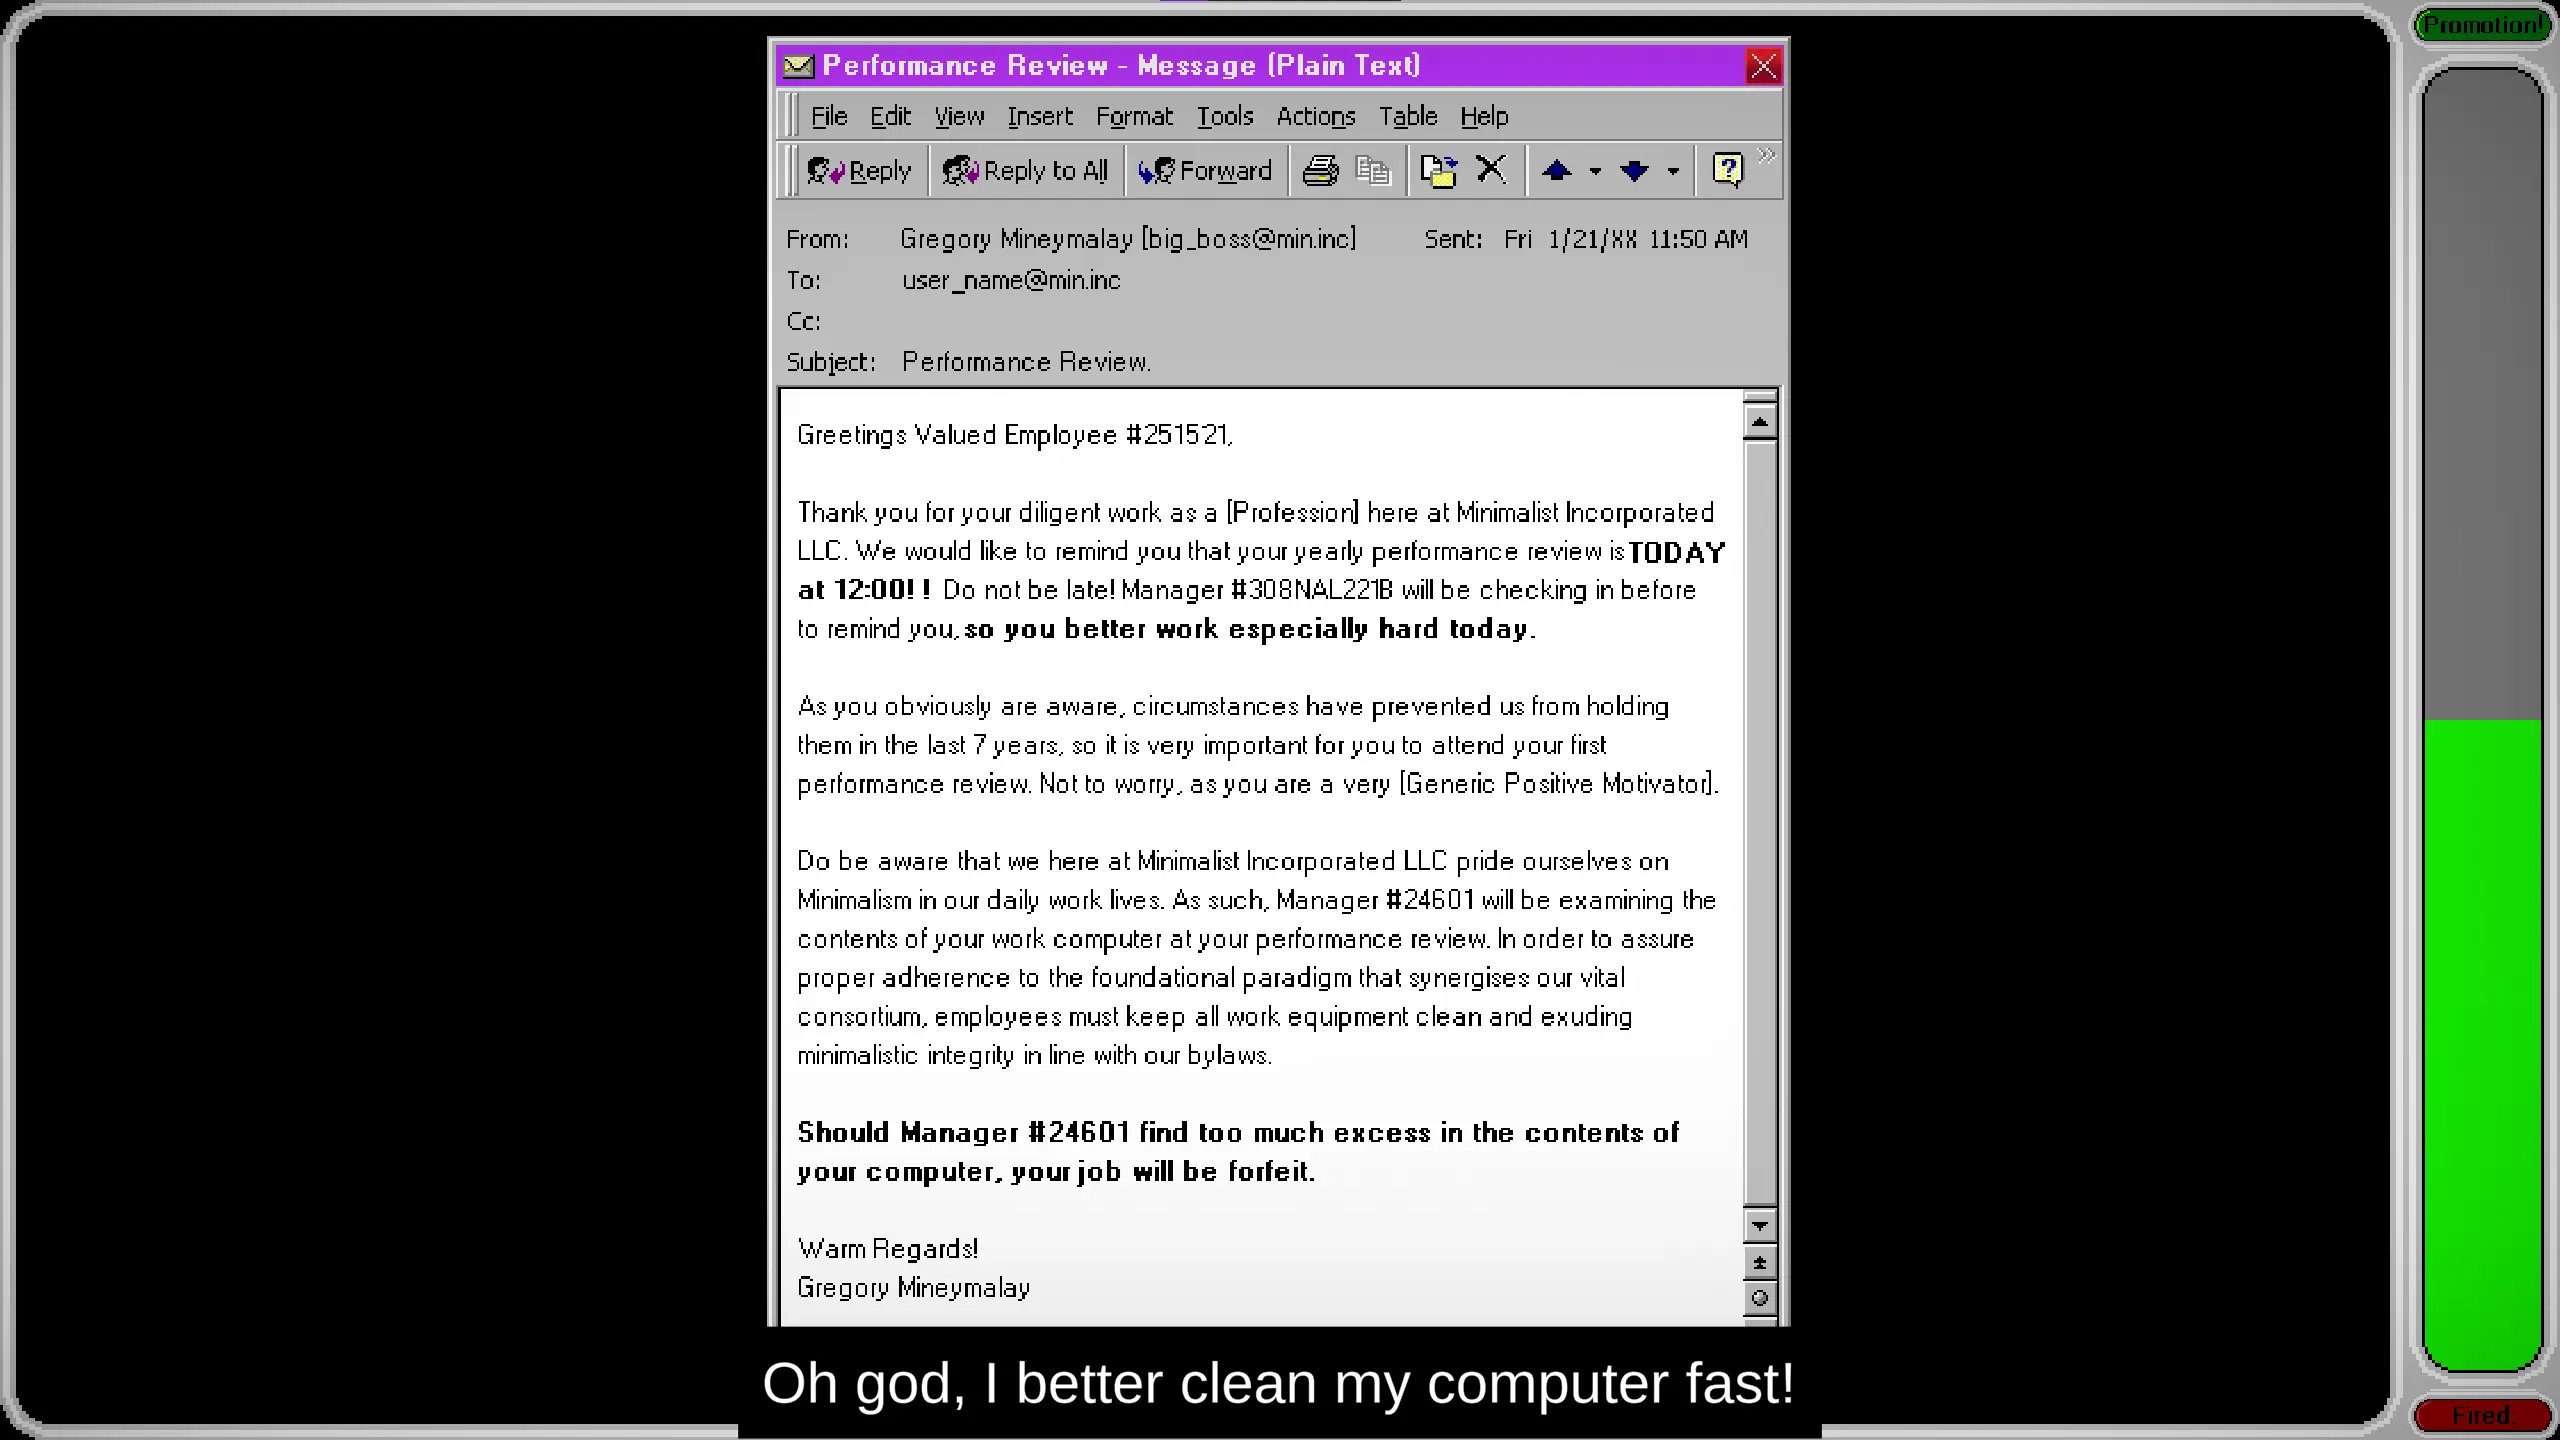 Promotion!
Performance Review - Message (Plain Text)
File Edit View Insert Format Tools Actions Table Help
Reply Reply to All Forward
From: Gregory Mineymalay [big_boss@min.inc] Sent: Fri 1/21/XX 11:50 AM
To: user_name@min.inc
Cc:
Subject: Performance Review.
Greetings Valued Employee #251521,
Thank you for your diligent work as a [Profession] here at Minimalist Incorporated
LLC. We would like to remind you that your yearly performance review is TODAY
at 12:00! ! Do not be late! Manager #308NAL221B will be checking in before
to remind you, so you better work especially hard today.
As you obviously are aware, circumstances have prevented us from holding
them in the last 7 years, so it is very important for you to attend your first
performance review. Not to worry, as you are a very [Generic Positive Motivator].
Do be aware that we here at Minimalist Incorporated LLC pride ourselves on
Minimalism in our daily work lives. As such, Manager #24601 will be examining the
contents of your work computer at your performance review. In order to assure
proper adherence to the foundational paradigm that synergises our vital
consortium, employees must keep all work equipment clean and exuding
minimalistic integrity in line with our bylaws.
Should Manager #24601 find too much excess in the contents of
your computer, your job will be forfeit.
Warm Regards!
Gregory Mineymalay
Oh god, I better clean my computer fast!
Fired.